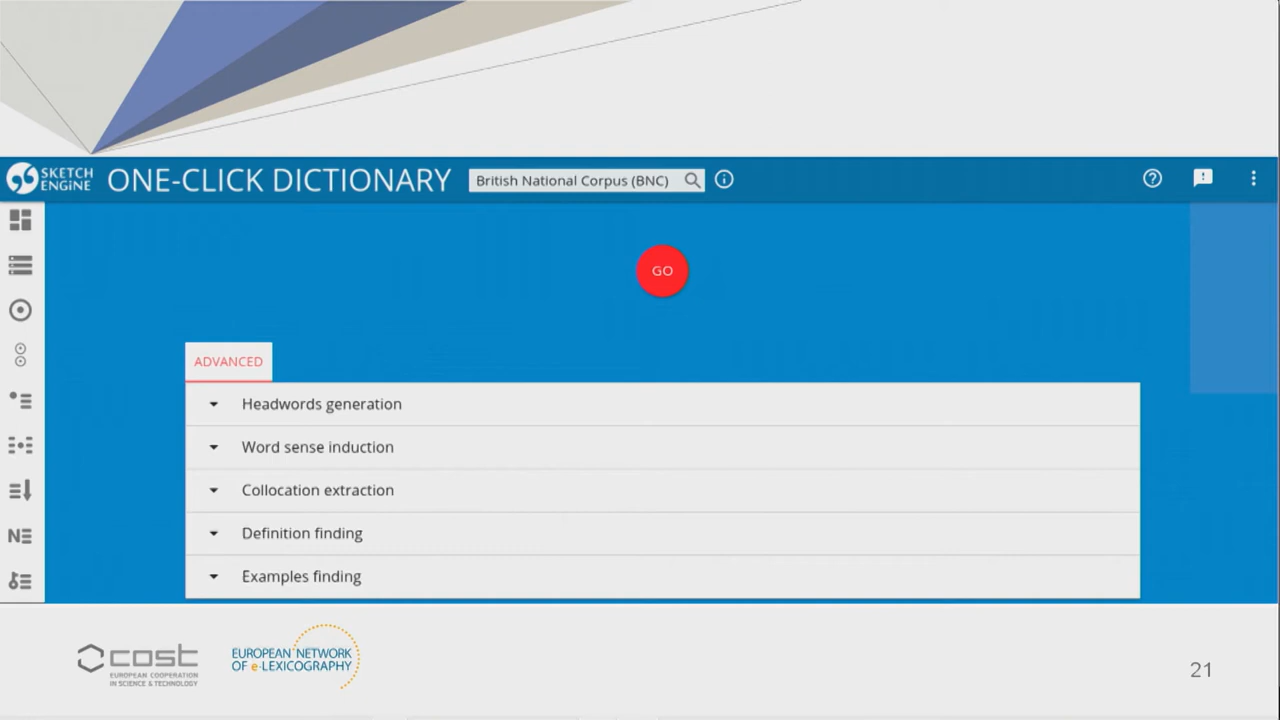 SKETCH
ENGINE
ONE-CLICK DICTIONARY
British National Corpus (BNC)
GO
ADVANCED
Headwords generation
Word sense induction
Collocation extraction
Definition finding
Examples finding
N
cost
EUROPEAN COOPERATION
IN SCIENCE & TECHNOLOGY
EUROPEAN NETWORK
OF e-LEXICOGRAPHY
21